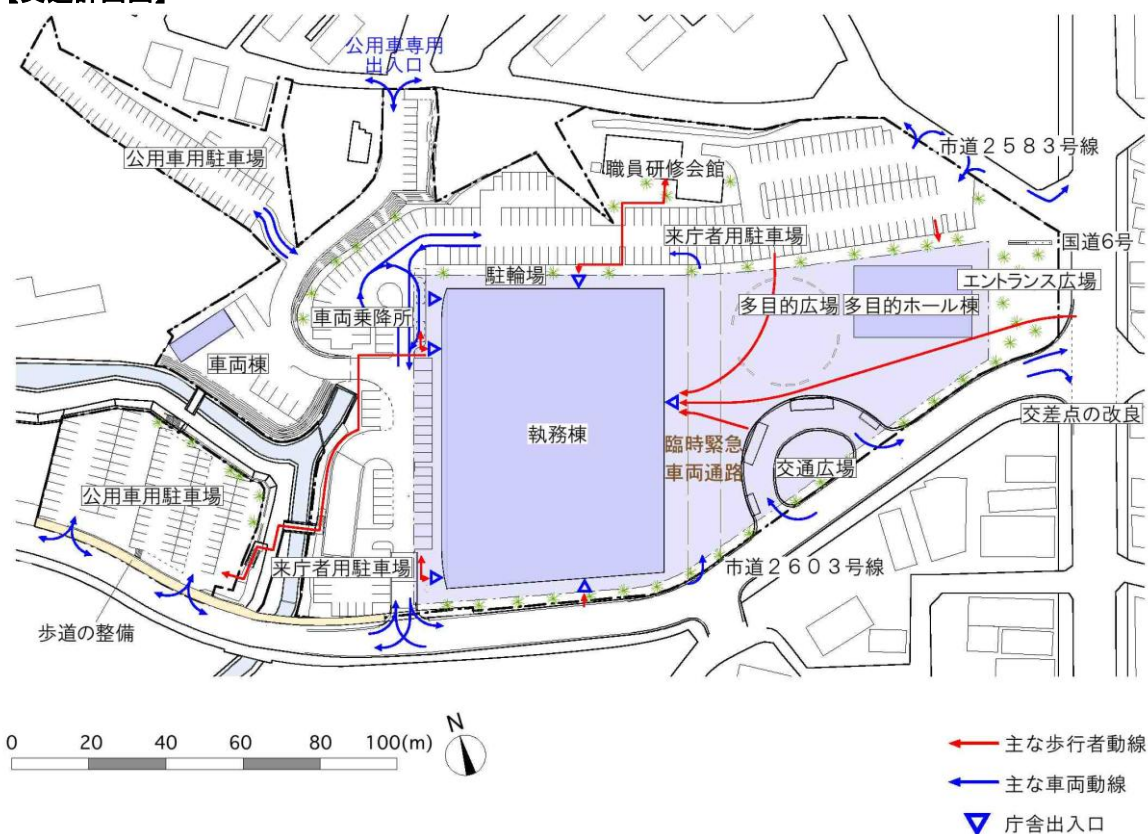 公用車専用
出入口
市道2583号線
公用車用駐車場
職員研修会館
来庁者用駐車場
国道6号
駐輪場
エントランス広場
多目的広場
多目的ホール棟
車両乗降所
車両棟
交差点の改良
執務棟
臨時緊急
車両通路
交通広場
公用車用駐車場
来庁者用駐車場
市道2603号線
歩道の整備
N
0 20 40 60 80 100(m)
主な歩行者動線
主な車両動線
庁舎出入口